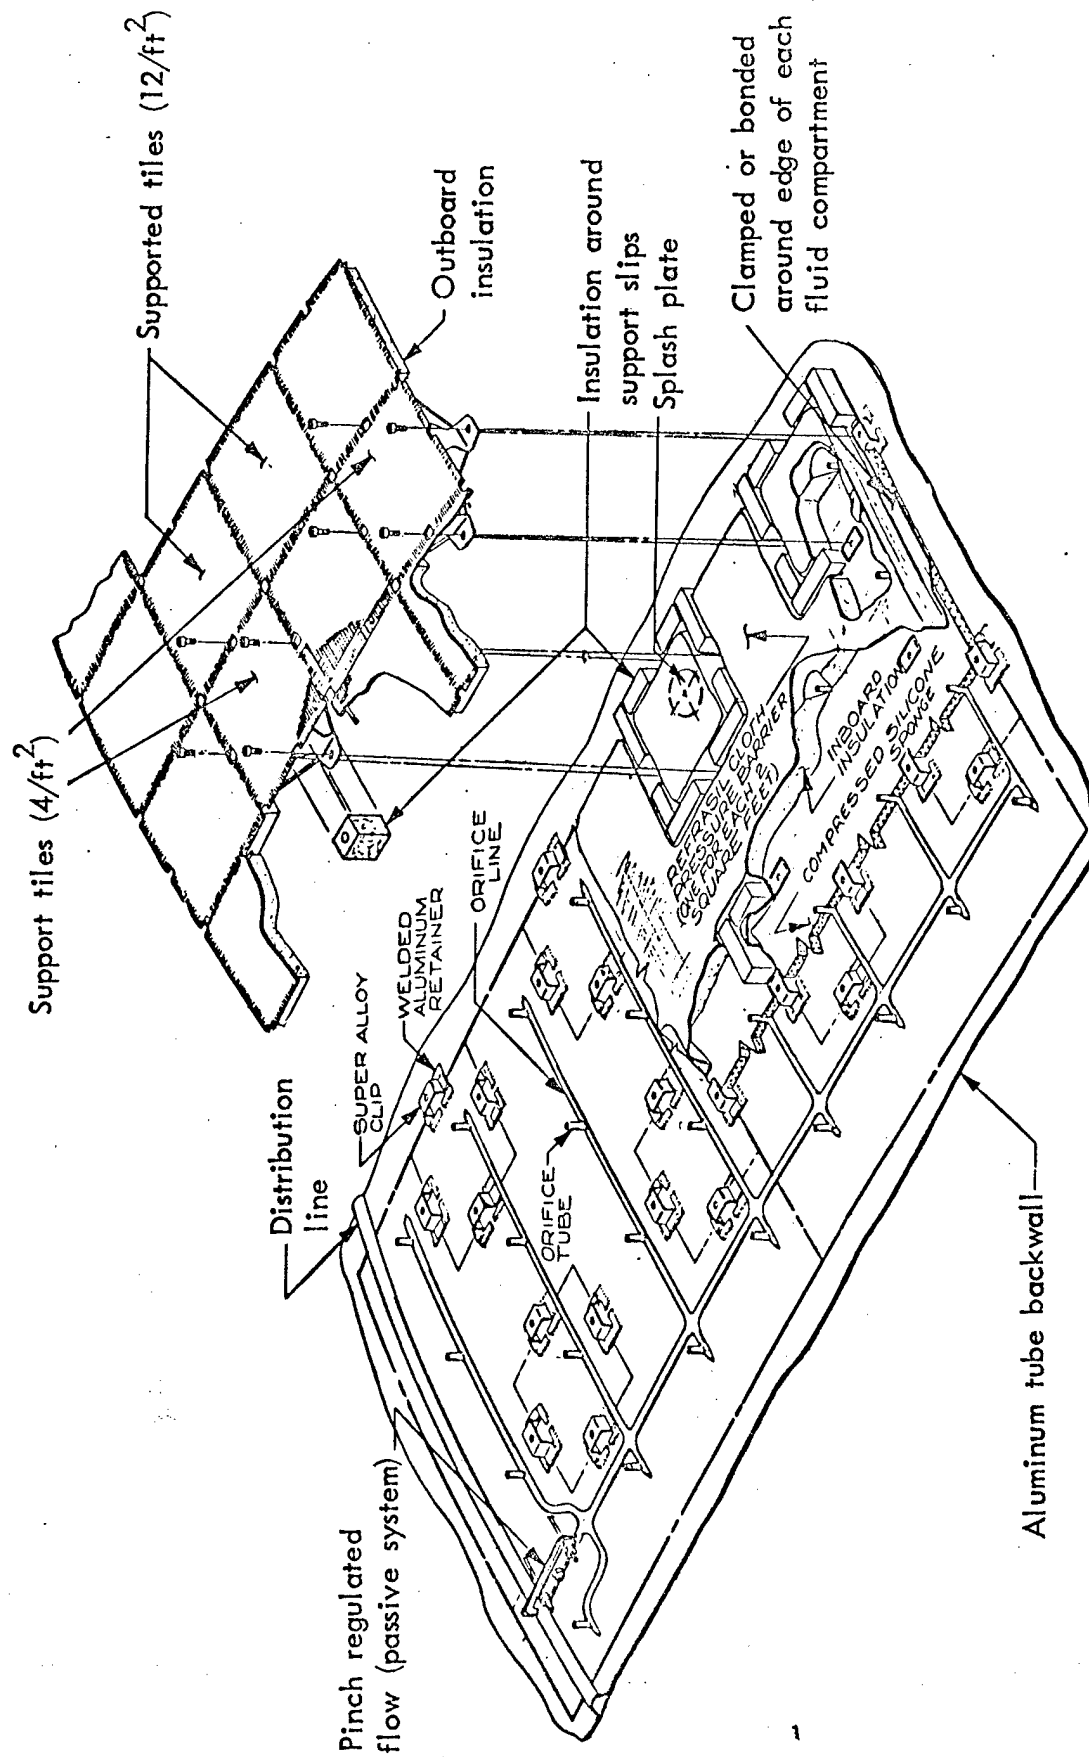 Support tiles (4/ft²)
Supported tiles (12/ft²)
Outboard
insulation
Insulation around
support slips
Splash plate
Clamped or bonded
around edge of each
fluid compartment
Distribution
line
SUPER ALLOY
CLIP
WELDED
ALUMINUM
RETAINER
ORIFICE
LINE
ORIFICE
TUBE
REFRASIL CLOTH
PRESSURE BARRIER
(ONE FOR EACH 2
SQUARE FEET)
INBOARD
INSULATION
COMPRESSED SILICONE
SPONGE
Pinch regulated
flow (passive system)
Aluminum tube backwall
1